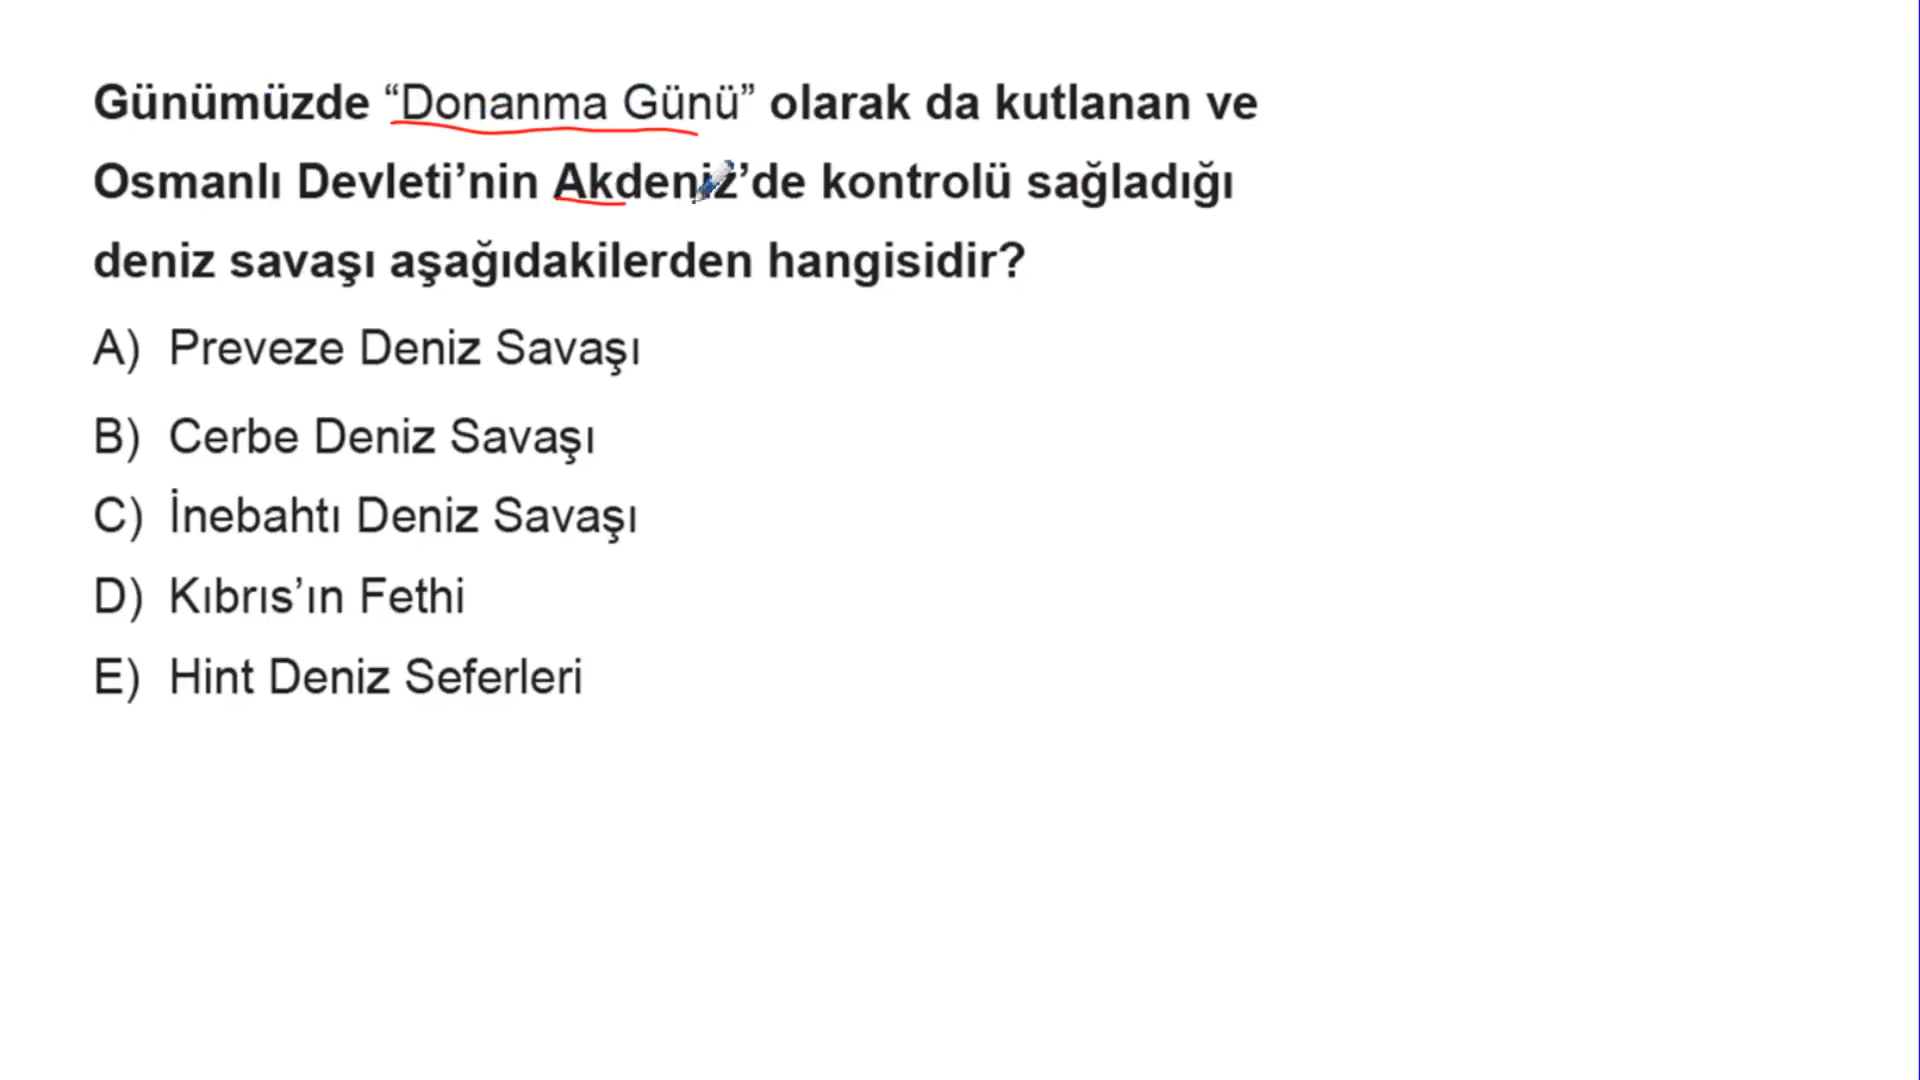 Günümüzde “Donanma Günü” olarak da kutlanan ve
Osmanlı Devleti’nin Akdeniz’de kontrolü sağladığı
deniz savaşı aşağıdakilerden hangisidir?
A) Preveze Deniz Savaşı
B) Cerbe Deniz Savaşı
C) İnebahtı Deniz Savaşı
D) Kıbrıs’ın Fethi
E) Hint Deniz Seferleri